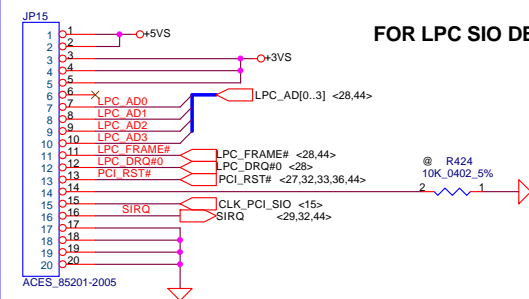 JP15
FOR LPC SIO DE
1 1 +5VS
2 2
3 3 +3VS
4 4
5 5
6 6
7 7 LPC_AD0 LPC_AD[0..3] <28,44>
8 8 LPC_AD1
9 9 LPC_AD2
10 10 LPC_AD3
11 11 LPC_FRAME# LPC_FRAME# <28,44>
12 12 LPC_DRQ#0 LPC_DRQ#0 <28>
13 13 PCI_RST# PCI_RST# <27,32,33,36,44>
@ R424
10K_0402_5%
14 14 2 1
15 15 CLK_PCI_SIO <15>
16 16 SIRQ SIRQ <29,32,44>
17 17
18 18
19 19
20 20
ACES_85201-2005